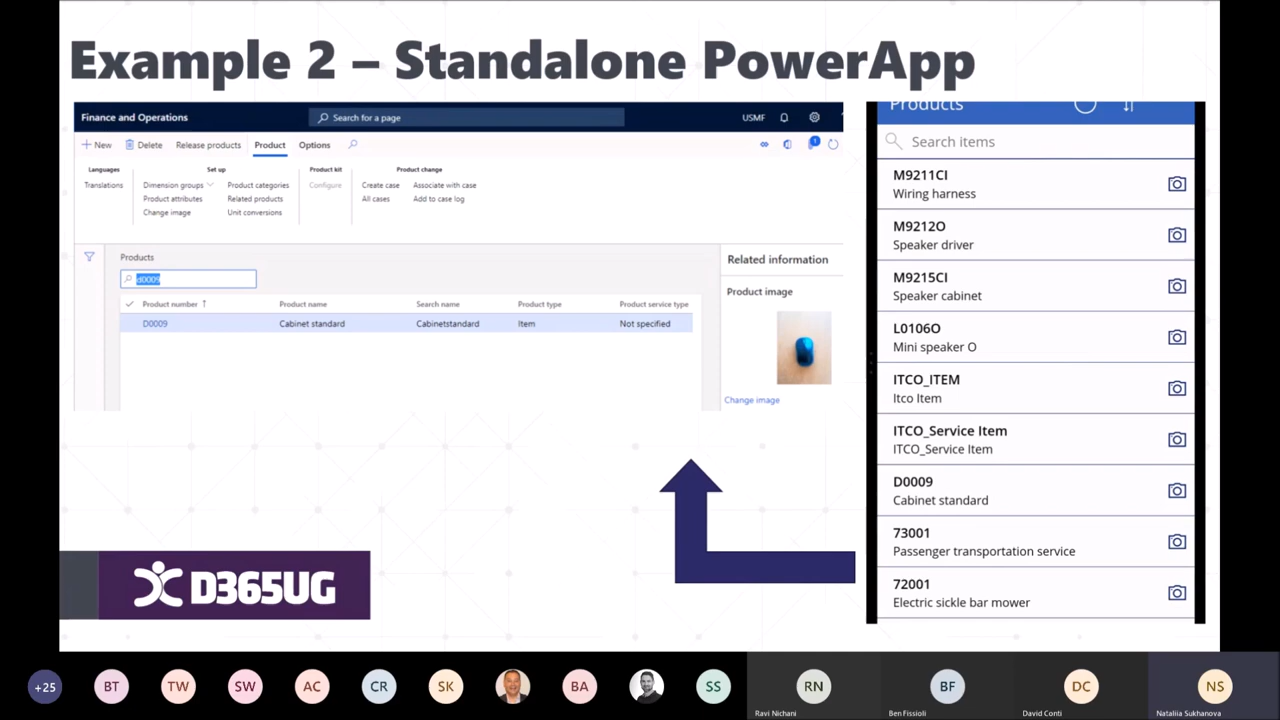 Example 2 – Standalone PowerApp
Finance and Operations
Search for a page
USMF
New
Delete
Release products
Product
Options
1
Languages
Set up
Product kit
Product change
Translations
Dimension groups
Product categories
Configure
Create case
Associate with case
Product attributes
Related products
All cases
Add to case log
Change image
Unit conversions
Products
d0009
Product number
Product name
Search name
Product type
Product service type
D0009
Cabinet standard
Cabinetstandard
Item
Not specified
Related information
Product image
Change image
Products
Search items
M9211CI
Wiring harness
M9212O
Speaker driver
M9215CI
Speaker cabinet
L0106O
Mini speaker O
ITCO_ITEM
Itco Item
ITCO_Service Item
ITCO_Service Item
D0009
Cabinet standard
73001
Passenger transportation service
72001
Electric sickle bar mower
D365UG
+25
BT
TW
SW
AC
CR
SK
BA
SS
RN
Ravi Nichani
BF
Ben Fissioli
DC
David Conti
NS
Nataliia Sukhanova